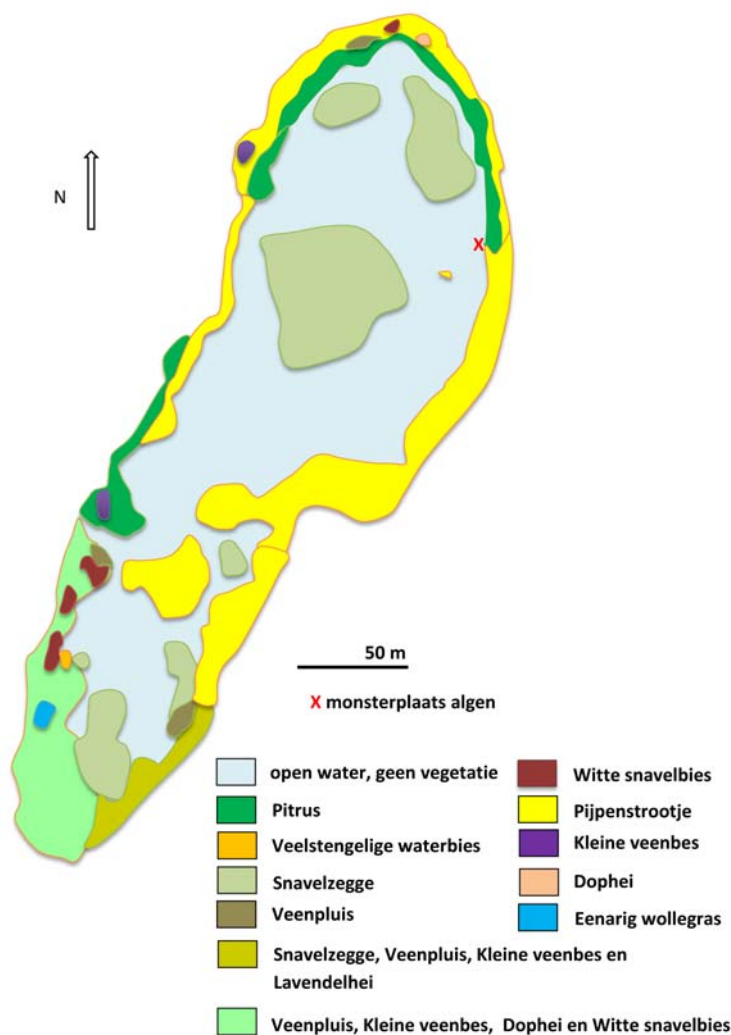 N
X
50 m
X monsterplaats algen
open water, geen vegetatie
Witte snavelbies
Pitrus
Pijpenstrootje
Veelstengelige waterbies
Kleine veenbes
Snavelzegge
Dophei
Veenpluis
Eenarig wollegras
Snavelzegge, Veenpluis, Kleine veenbes en
Lavendelhei
Veenpluis, Kleine veenbes, Dophei en Witte snavelbies